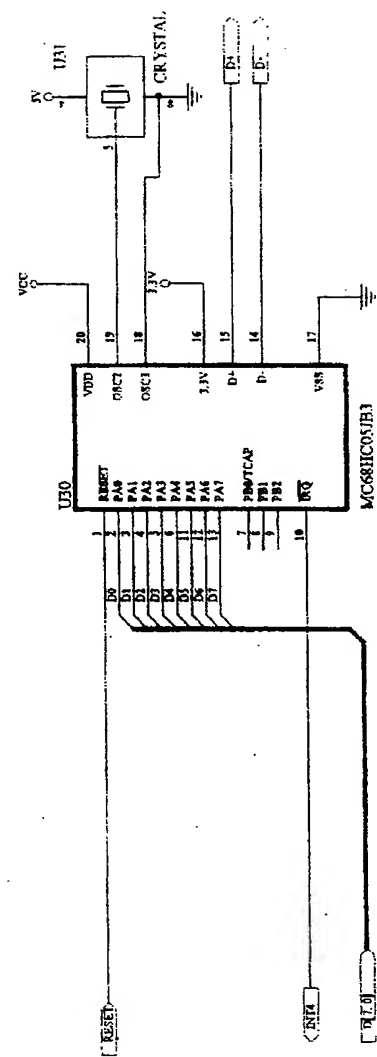 U31
5V
7
5
8
CRYSTAL
VCC
3.3V
D+
D-
20
19
18
16
15
14
17
VDD
OSC2
OSC1
3.3V
D+
D-
VSS
U30
MC68HC05JB3
RESET
PA0
PA1
PA2
PA3
PA4
PA5
PA6
PA7
PB0/TCAP
PB1
PB2
IRQ
1
2
3
4
5
6
11
12
13
7
8
9
10
D0
D1
D2
D3
D4
D5
D6
D7
RESET
INT4
D[7..0]